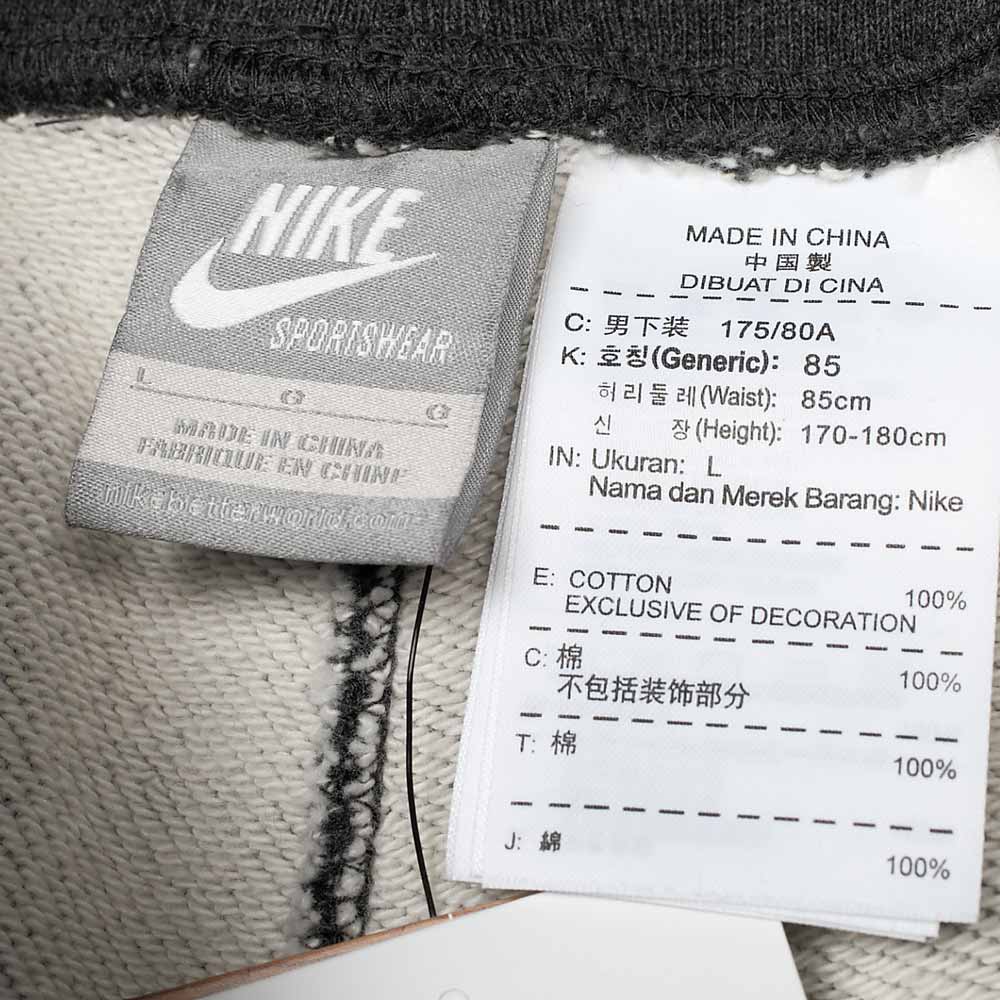 NIKE
SPORTSWEAR
L G G
MADE IN CHINA
FABRIQUE EN CHINE
nikebetterworld.com
MADE IN CHINA
中国製
DIBUAT DI CINA
C: 男下装 175/80A
K: 호칭(Generic): 85
허리둘레(Waist): 85cm
신 장(Height): 170-180cm
IN: Ukuran: L
Nama dan Merek Barang: Nike
E: COTTON 100%
EXCLUSIVE OF DECORATION
C: 棉 100%
不包括装饰部分
T: 棉 100%
J: 綿 100%